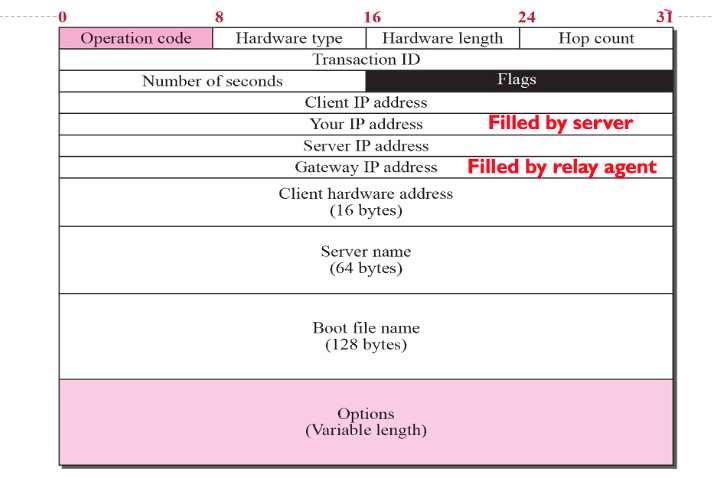 0 8 16 24 31
Operation code Hardware type Hardware length Hop count
Transaction ID
Number of seconds Flags
Client IP address
Your IP address Filled by server
Server IP address
Gateway IP address Filled by relay agent
Client hardware address
(16 bytes)
Server name
(64 bytes)
Boot file name
(128 bytes)
Options
(Variable length)